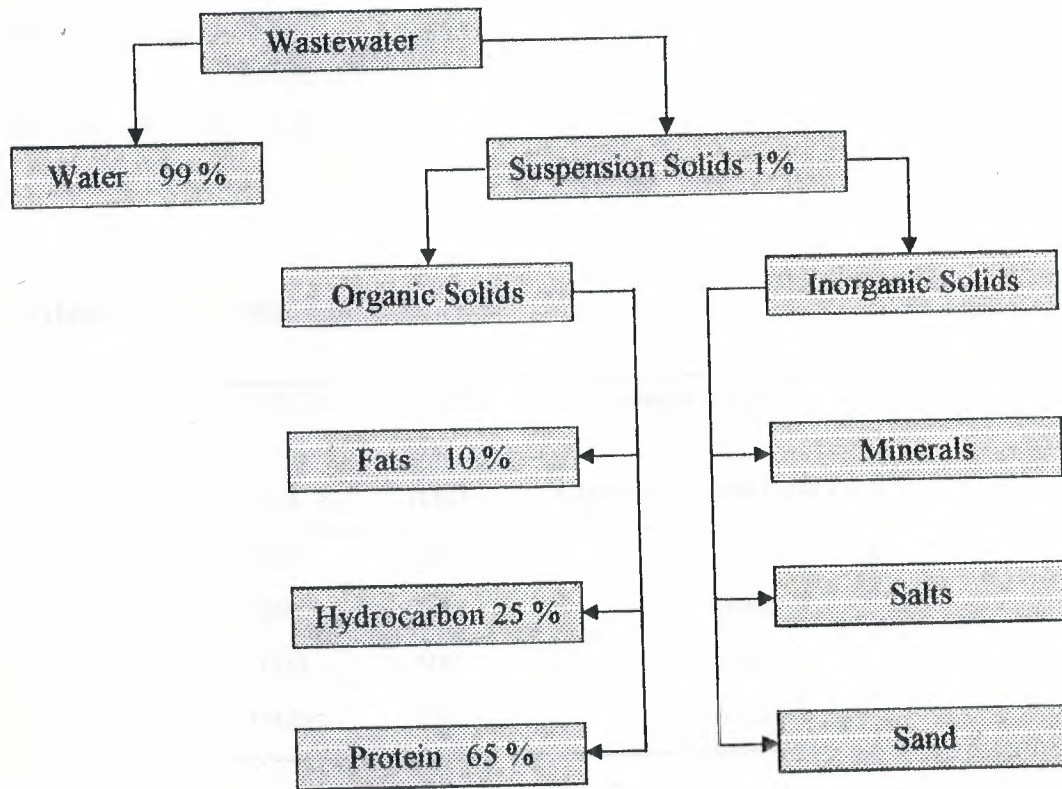 Wastewater
Water 99 %
Suspension Solids 1%
Organic Solids
Inorganic Solids
Fats 10 %
Minerals
Hydrocarbon 25 %
Salts
Protein 65 %
Sand